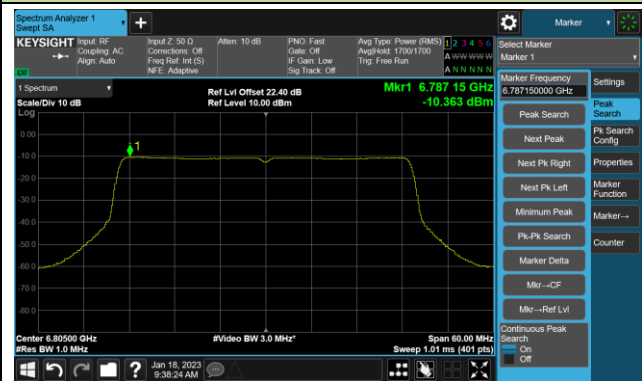 Spectrum Analyzer 1
Swept SA
Marker
KEYSIGHT
Input: RF
Coupling: AC
Align: Auto
Input Z: 50 Ω
Corrections: Off
Freq Ref: Int (S)
NFE: Adaptive
Atten: 10 dB
PNO: Fast
Gate: Off
IF Gain: Low
Sig Track: Off
Avg Type: Power (RMS)
Avg|Hold: 1700/1700
Trig: Free Run
1 2 3 4 5 6
A W W W W W
A N N N N N
Select Marker
Marker 1
1 Spectrum
Scale/Div 10 dB
Log
Ref Lvl Offset 22.40 dB
Ref Level 10.00 dBm
Mkr1 6.787 15 GHz
-10.363 dBm
1
0.00
-10.0
-20.0
-30.0
-40.0
-50.0
-60.0
-70.0
-80.0
Center 6.80500 GHz
#Res BW 1.0 MHz
#Video BW 3.0 MHz*
Span 60.00 MHz
Sweep 1.01 ms (401 pts)
Marker Frequency
6.787150000 GHz
Peak Search
Next Peak
Next Pk Right
Next Pk Left
Minimum Peak
Pk-Pk Search
Marker Delta
Mkr→CF
Mkr→Ref Lvl
Continuous Peak
Search
On
Off
Settings
Peak
Search
Pk Search
Config
Properties
Marker
Function
Marker→
Counter
?
Jan 18, 2023
9:38:24 AM